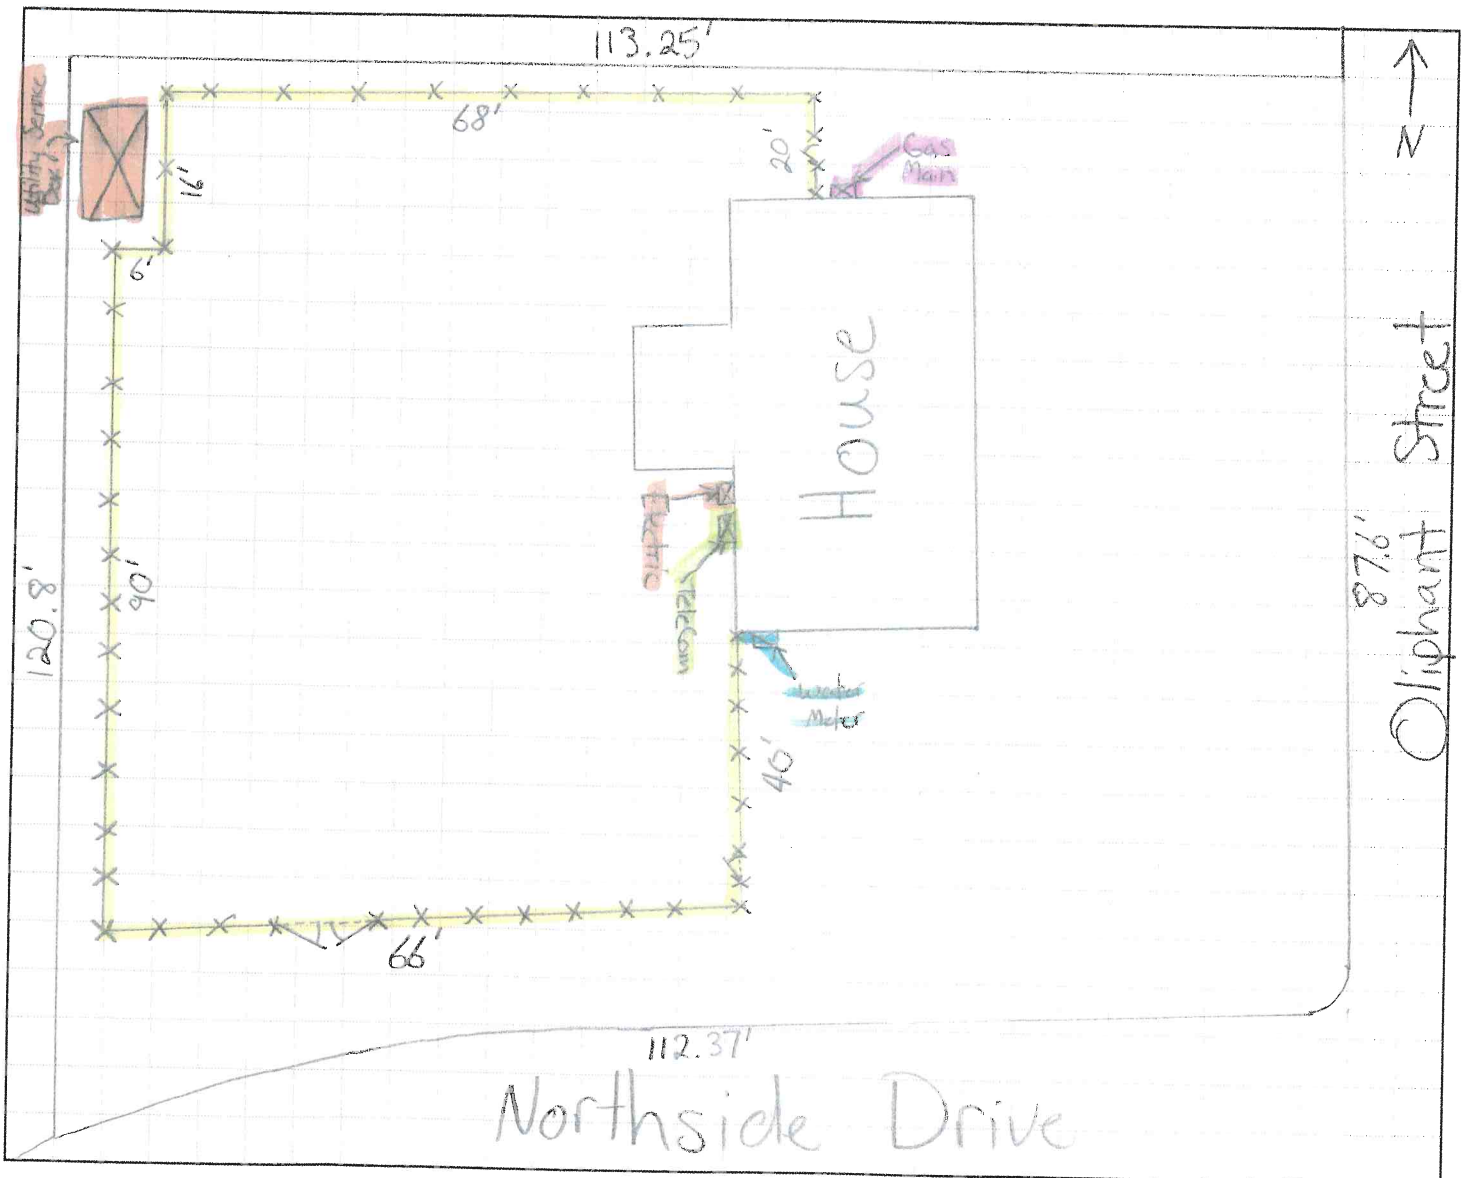 113.25'
Utility Service
Box
68'
16'
20'
Gas
Main
6'
House
Electric
TeleCom
Water
Meter
90'
120.8'
40'
66'
112.37'
Northside Drive
N
87.6'
Oliphant Street